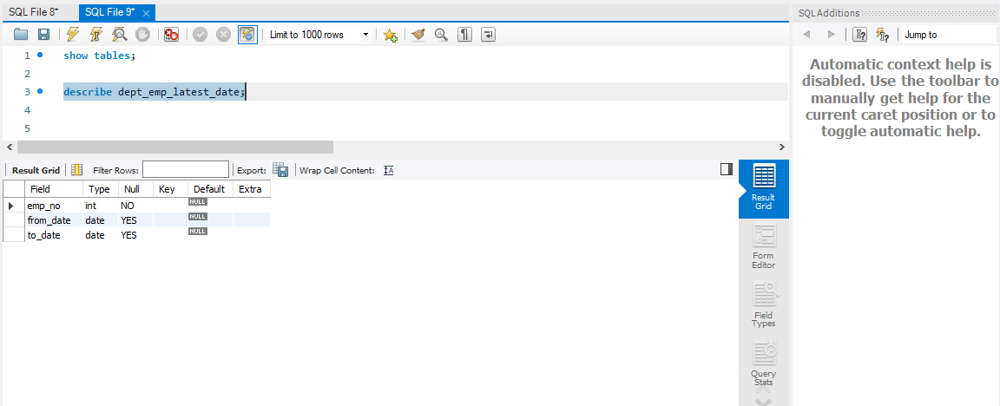 SQL File 8*
SQL File 9*
SQLAdditions
Limit to 1000 rows
Jump to
1 show tables;
2
3 describe dept_emp_latest_date;
4
5
Automatic context help is
disabled. Use the toolbar to
manually get help for the
current caret position or to
toggle automatic help.
Result Grid
Filter Rows:
Export:
Wrap Cell Content:
Field Type Null Key Default Extra
emp_no int NO NULL
from_date date YES NULL
to_date date YES NULL
Result
Grid
Form
Editor
Field
Types
Query
Stats